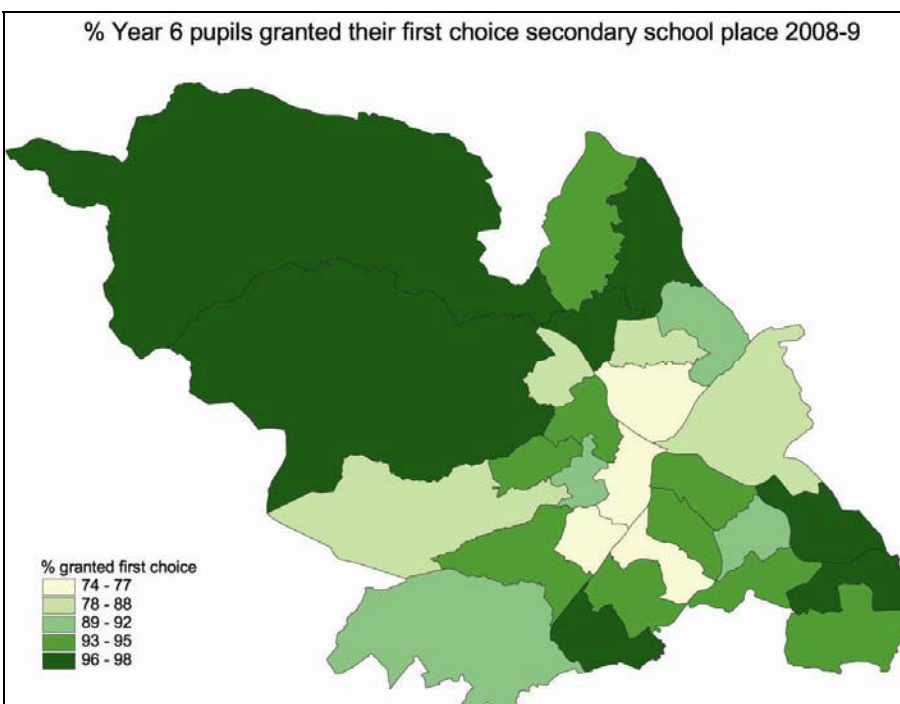 % Year 6 pupils granted their first choice secondary school place 2008-9
% granted first choice
74 - 77
78 - 88
89 - 92
93 - 95
96 - 98